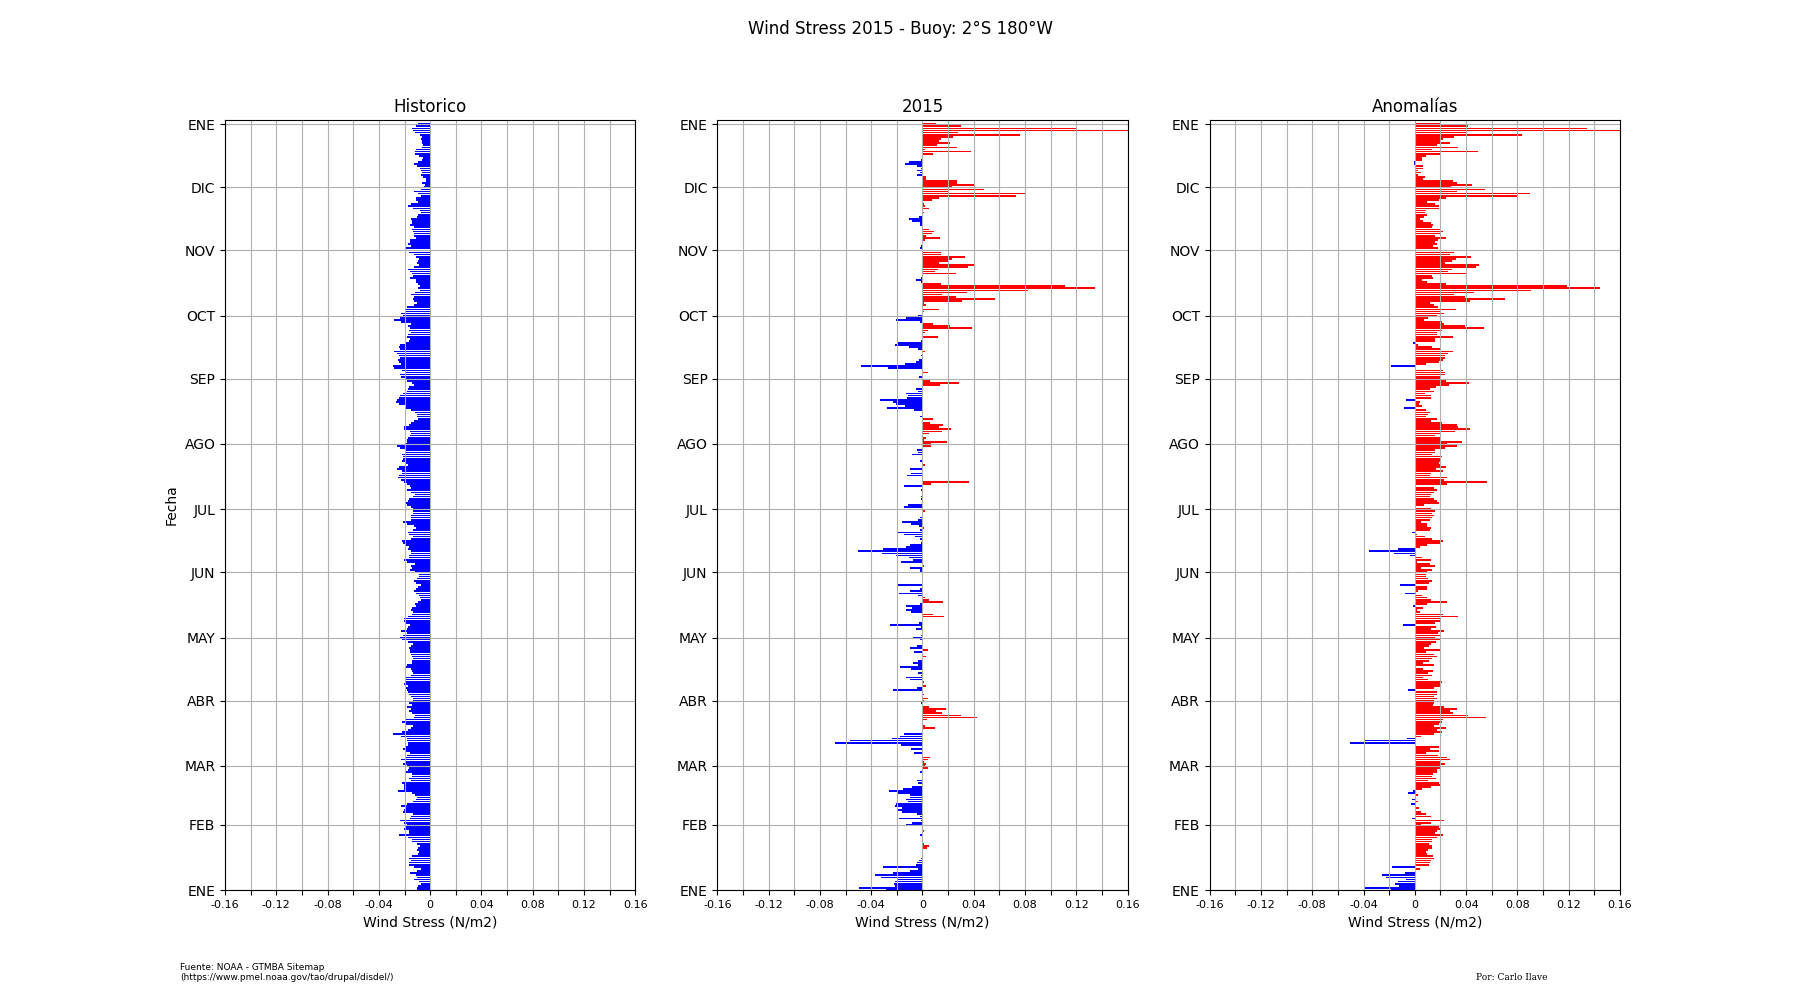 Wind Stress 2015 - Buoy: 2°S 180°W
Historico
2015
Anomalías
Fecha
ENE
DIC
NOV
OCT
SEP
AGO
JUL
JUN
MAY
ABR
MAR
FEB
ENE
-0.16 -0.12 -0.08 -0.04 0 0.04 0.08 0.12 0.16
Wind Stress (N/m2)
ENE
DIC
NOV
OCT
SEP
AGO
JUL
JUN
MAY
ABR
MAR
FEB
ENE
-0.16 -0.12 -0.08 -0.04 0 0.04 0.08 0.12 0.16
Wind Stress (N/m2)
ENE
DIC
NOV
OCT
SEP
AGO
JUL
JUN
MAY
ABR
MAR
FEB
ENE
-0.16 -0.12 -0.08 -0.04 0 0.04 0.08 0.12 0.16
Wind Stress (N/m2)
Fuente: NOAA - GTMBA Sitemap
(https://www.pmel.noaa.gov/tao/drupal/disdel/)
Por: Carlo Ilave